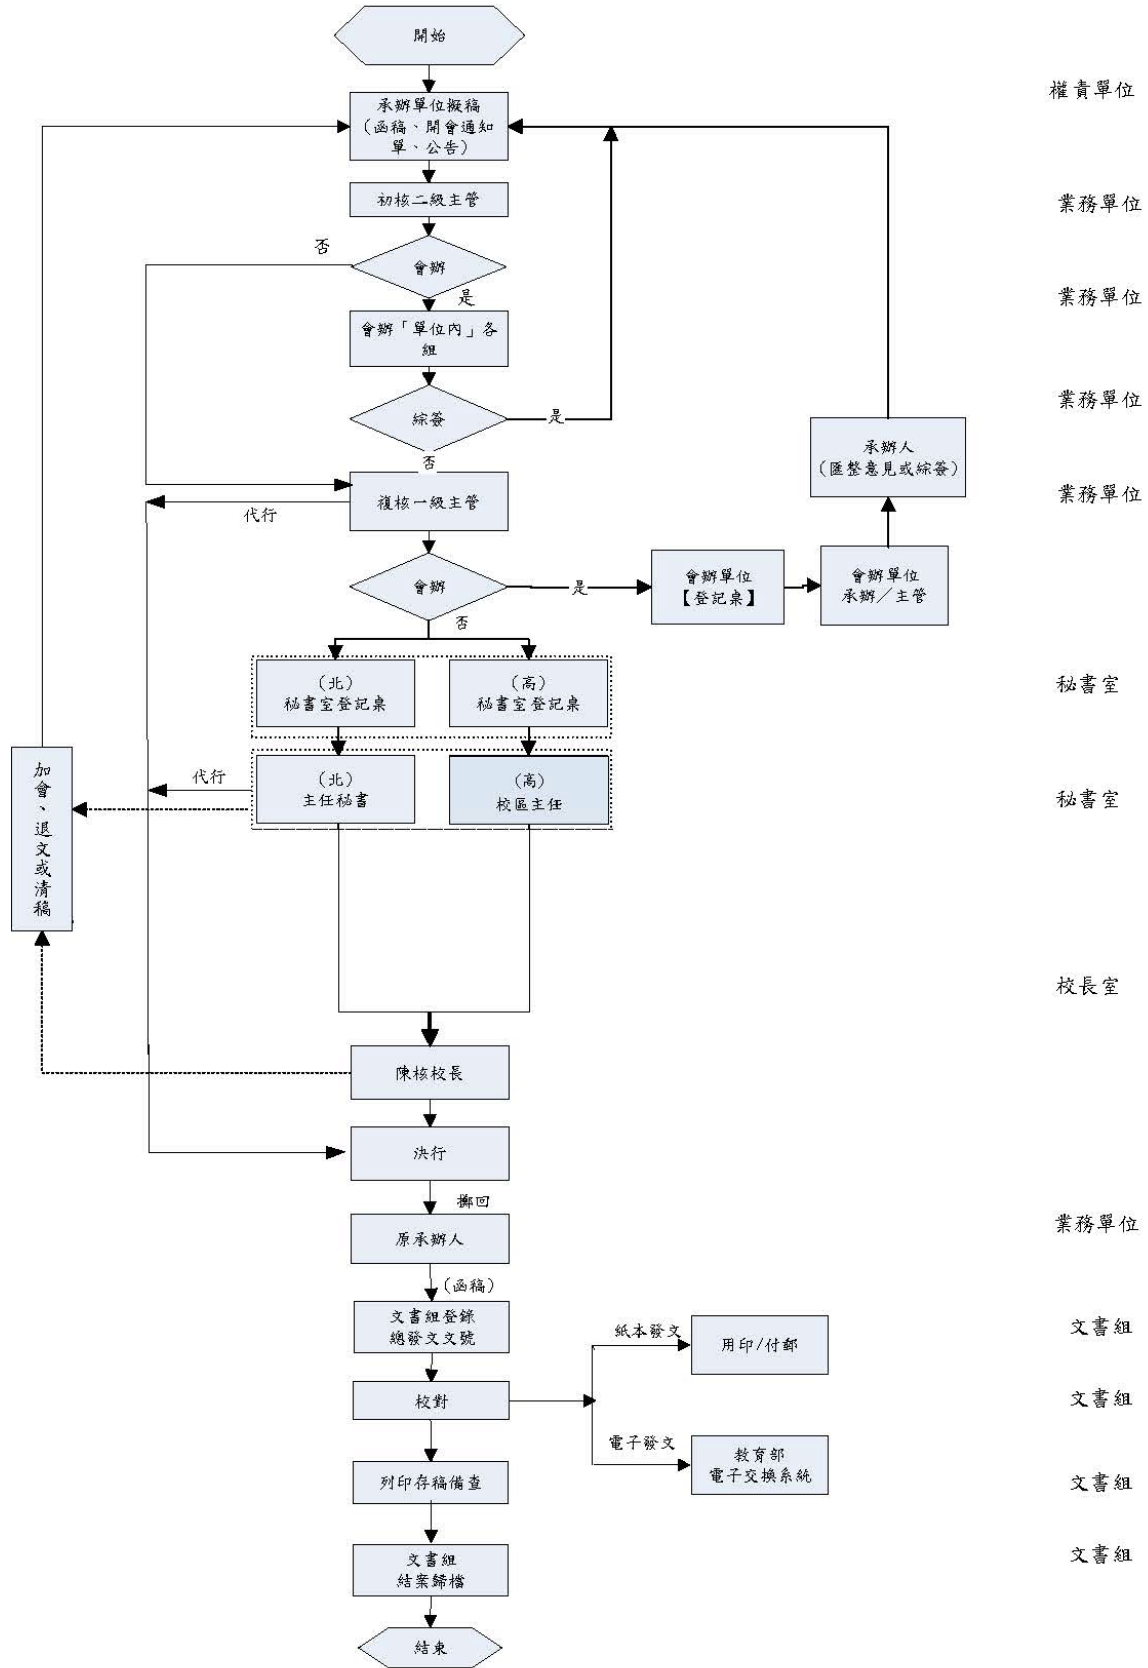 開始
權責單位
承辦單位擬稿
（函稿、開會通知
單、公告）
初核二級主管
業務單位
否
會辦
是
業務單位
會辦「單位內」各
組
綜簽
是
業務單位
否
承辦人
（匯整意見或綜簽）
複核一級主管
代行
業務單位
會辦
是
會辦單位
【登記桌】
會辦單位
承辦／主管
否
（北）
秘書室登記桌
（高）
秘書室登記桌
秘書室
加會、退文或清稿
代行
（北）
主任秘書
（高）
校區主任
秘書室
校長室
陳核校長
決行
擲回
原承辦人
業務單位
（函稿）
文書組登錄
總發文文號
紙本發文
用印/付郵
文書組
校對
文書組
電子發文
教育部
電子交換系統
列印存稿備查
文書組
文書組
結案歸檔
文書組
結束